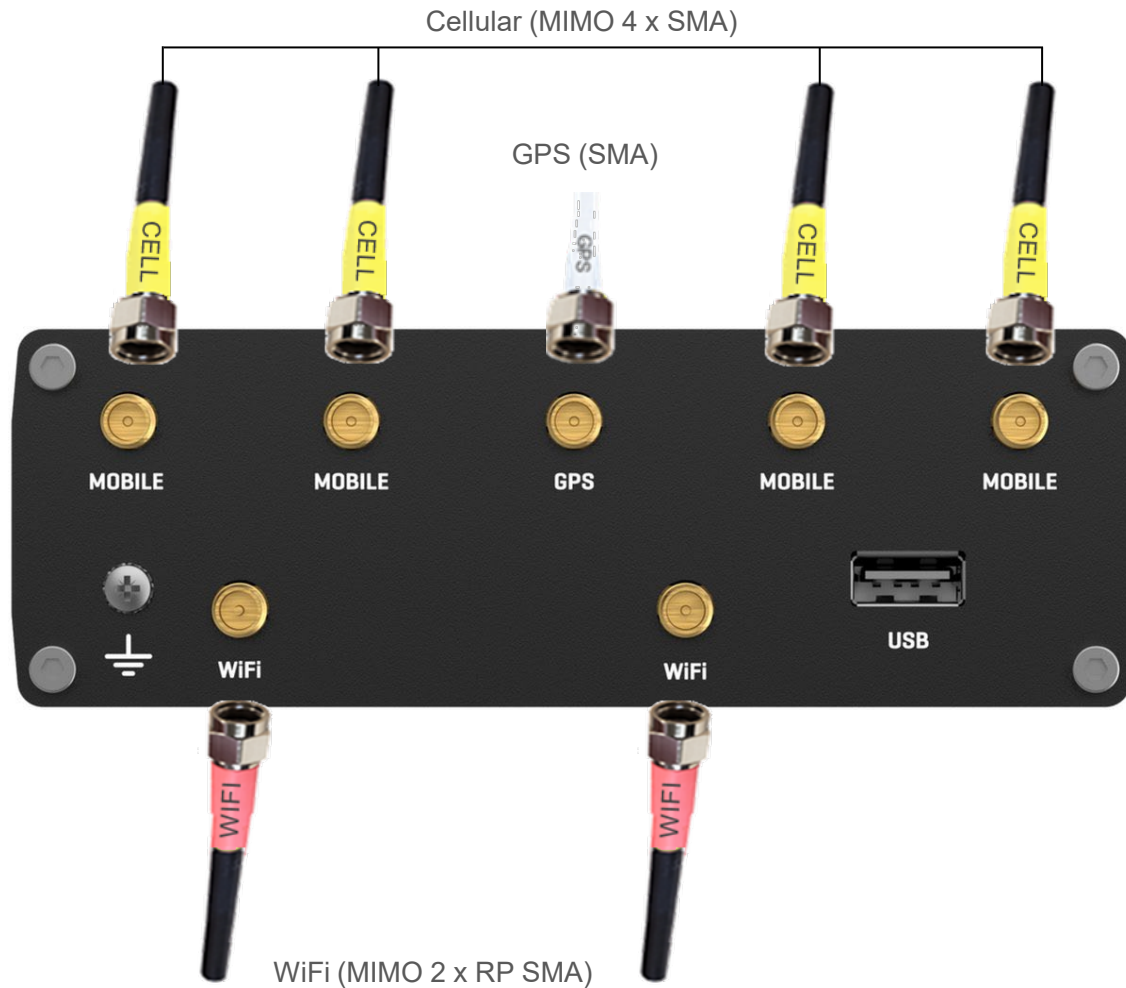 Cellular (MIMO 4 x SMA)
GPS (SMA)
CELL
CELL
GPS
CELL
CELL
MOBILE
MOBILE
GPS
MOBILE
MOBILE
USB
WiFi
WiFi
WIFI
WIFI
WiFi (MIMO 2 x RP SMA)